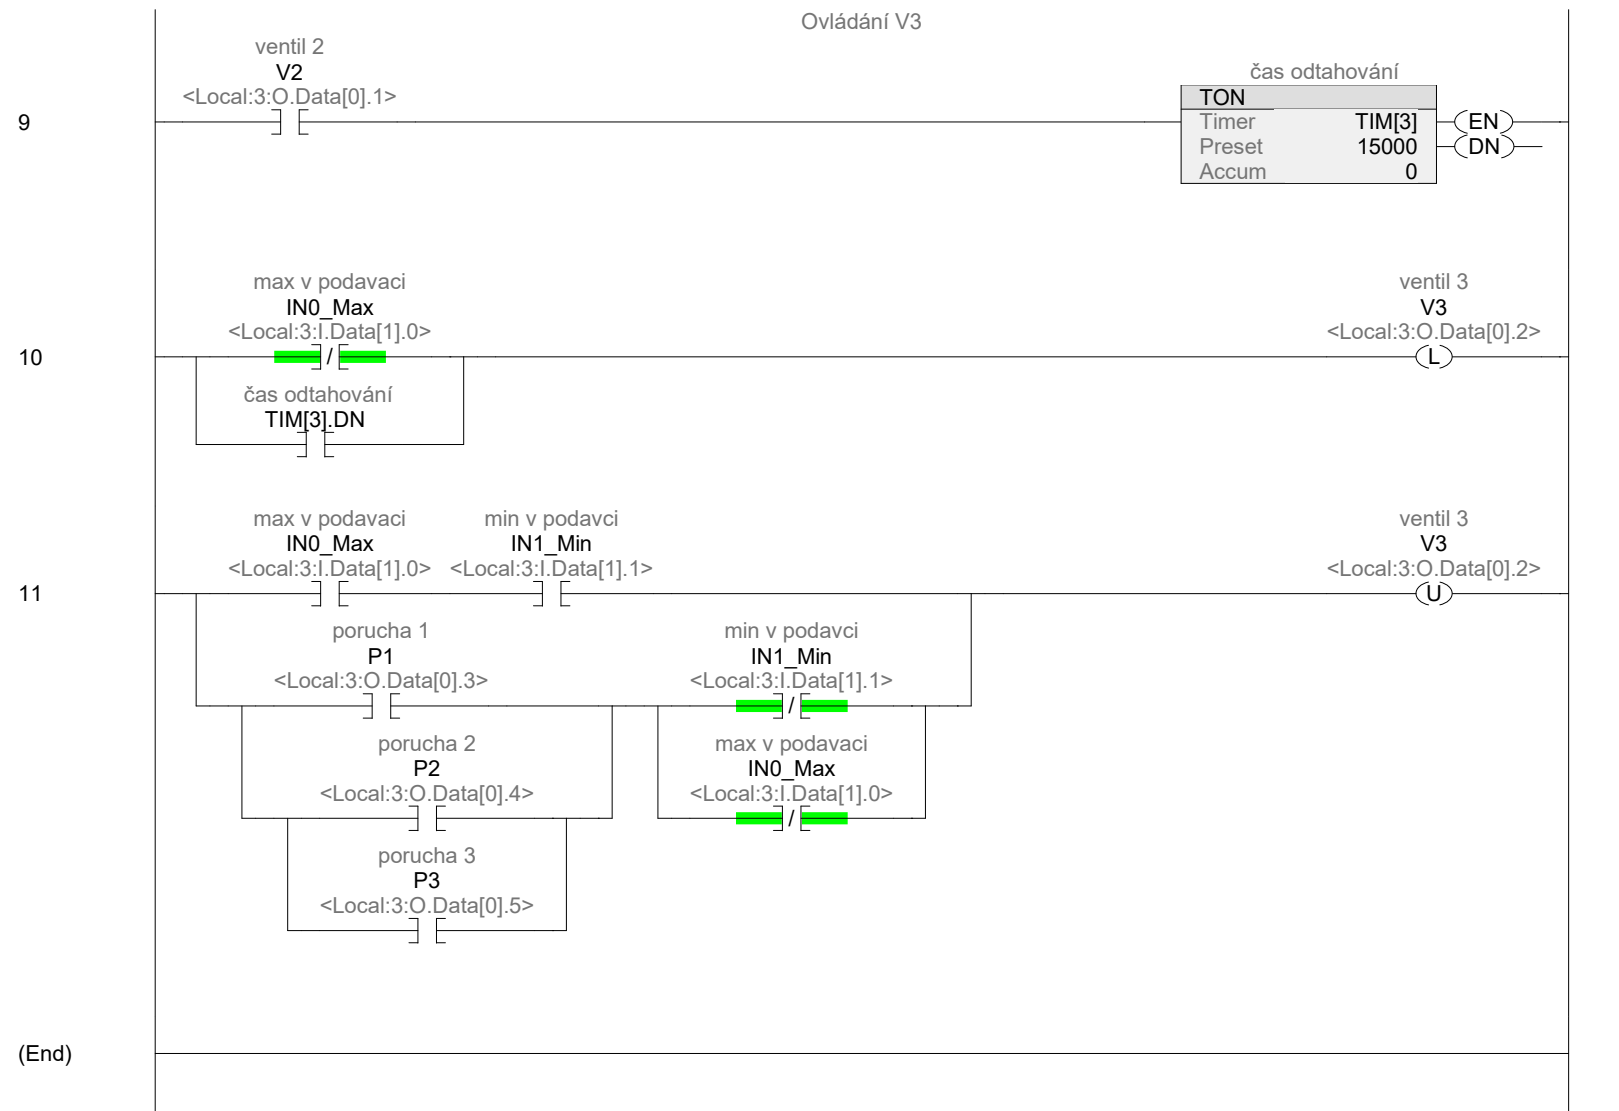 Ovládání V3
ventil 2
V2
<Local:3:O.Data[0].1>
čas odtahování
TON
9
Timer TIM[3]
Preset 15000
Accum 0
EN
DN
max v podavaci
IN0_Max
<Local:3:I.Data[1].0>
ventil 3
V3
<Local:3:O.Data[0].2>
10
/
L
čas odtahování
TIM[3].DN
max v podavaci
IN0_Max
<Local:3:I.Data[1].0>
min v podavci
IN1_Min
<Local:3:I.Data[1].1>
ventil 3
V3
<Local:3:O.Data[0].2>
11
U
porucha 1
P1
<Local:3:O.Data[0].3>
min v podavci
IN1_Min
<Local:3:I.Data[1].1>
/
porucha 2
P2
<Local:3:O.Data[0].4>
max v podavaci
IN0_Max
<Local:3:I.Data[1].0>
/
porucha 3
P3
<Local:3:O.Data[0].5>
(End)